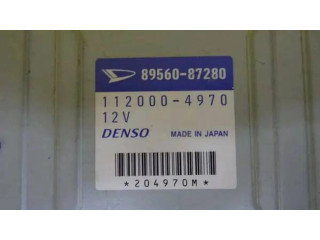 89560-87280
112000-4970
12V
DENSO MADE IN JAPAN
*204970M*